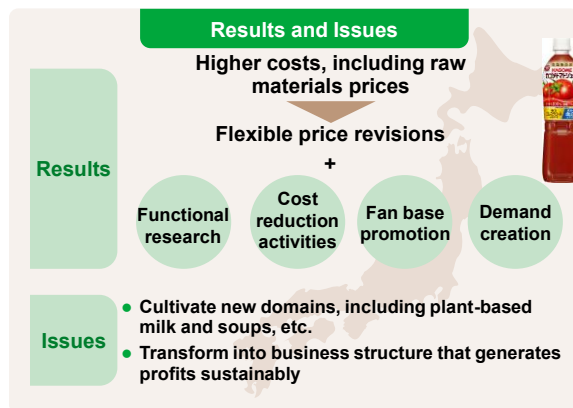 Results and Issues
Higher costs, including raw
materials prices
Flexible price revisions
+
Results
Functional
research
Cost
reduction
activities
Fan base
promotion
Demand
creation
Issues
● Cultivate new domains, including plant-based
milk and soups, etc.
● Transform into business structure that generates
profits sustainably
KAGOME